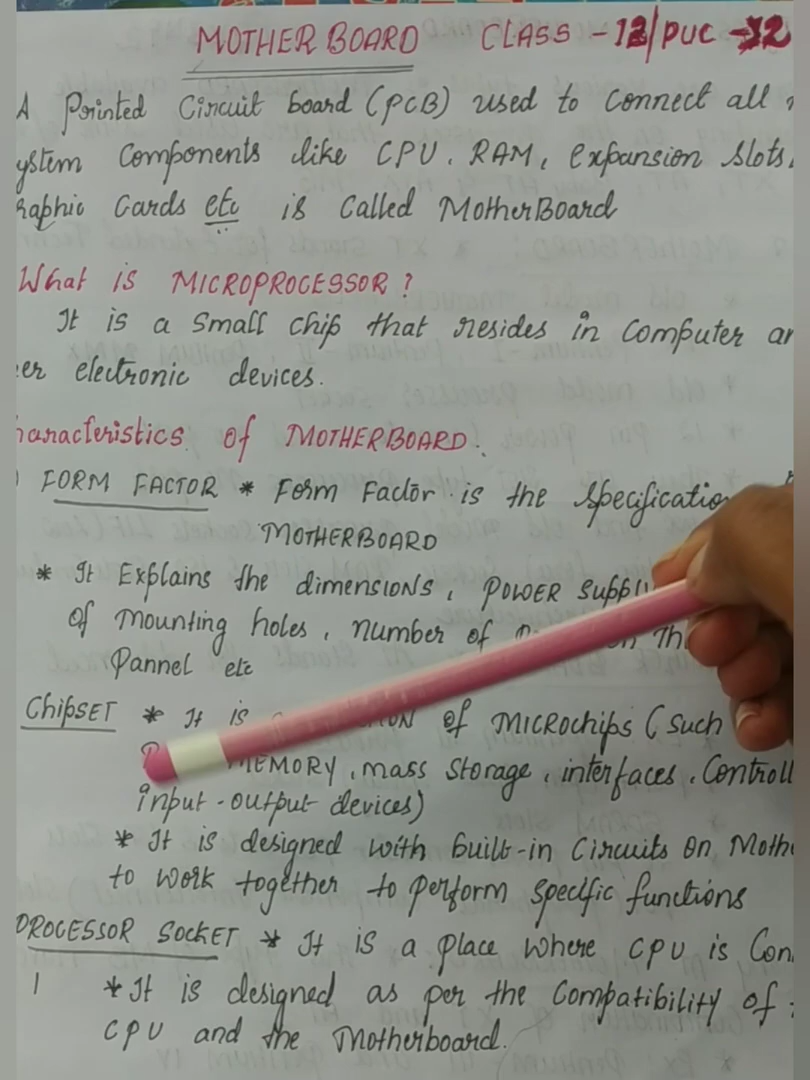 MOTHER BOARD CLASS - 12/PUC - 12
A Printed Circuit board (PCB) used to Connect all
ystem Components like CPU, RAM, Expansion Slots,
raphic Cards etc is Called MotherBoard
What is MICROPROCESSOR?
It is a Small chip that resides in Computer an
er electronic devices.
haracteristics of MOTHERBOARD.
) FORM FACTOR * Form Factor is the Specification
MOTHERBOARD
* It Explains the dimensions, POWER Suppl
of Mounting holes, number of on Th
Pannel etc
ChipSET * It is of MICROchips (Such
MEMORY, mass Storage, interfaces, Controll
input-output devices)
* It is designed with built-in Circuits on Moth
to work together to perform Specific functions
PROCESSOR SOCKET * It is a place where CPU is Con
1 * It is designed as per the Compatibility of
CPU and the Motherboard.